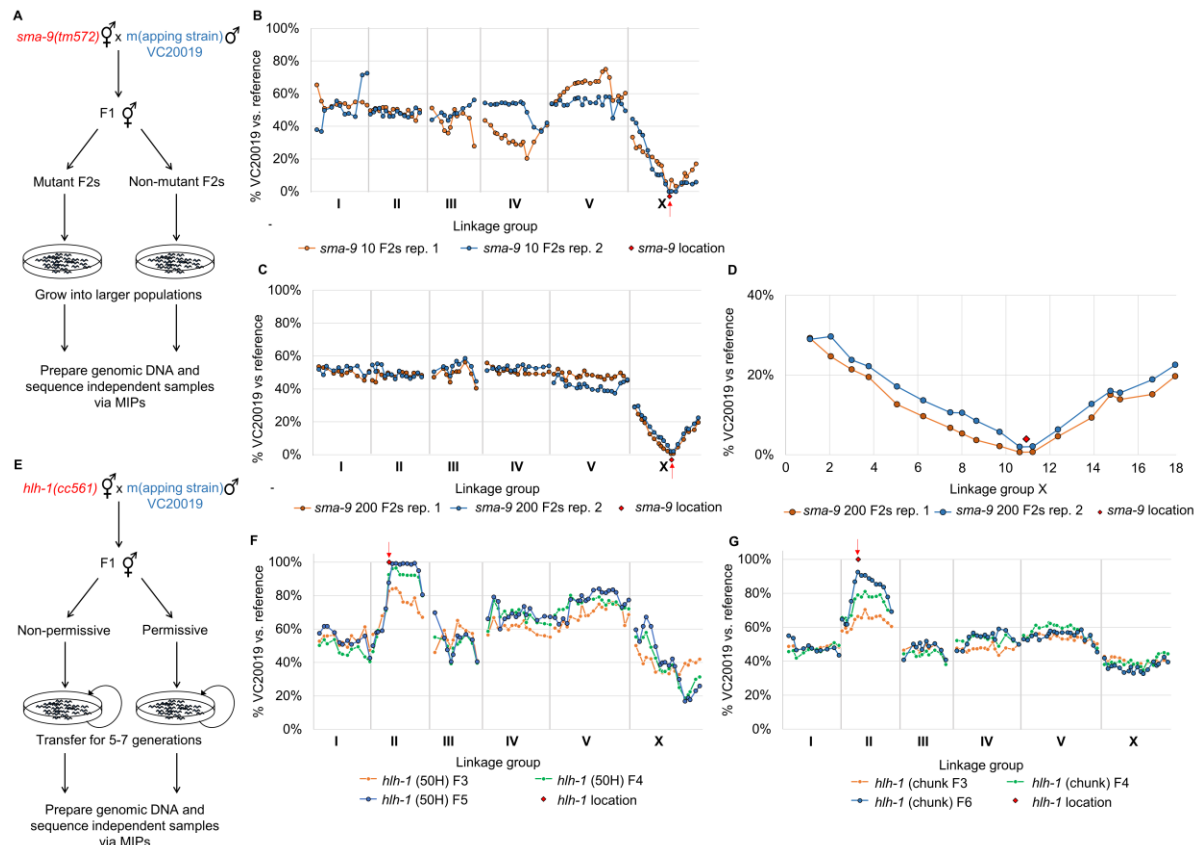 A
sma-9(tm572) x m(apping strain)
VC20019
F1
Mutant F2s Non-mutant F2s
Grow into larger populations
Prepare genomic DNA and
sequence independent samples
via MIPs
B
% VC20019 vs. reference
100%
80%
60%
40%
20%
0%
I II III IV V X
Linkage group
-
sma-9 10 F2s rep. 1 sma-9 10 F2s rep. 2 sma-9 location
C
% VC20019 vs reference
100%
80%
60%
40%
20%
0%
I II III IV V X
Linkage group
-
sma-9 200 F2s rep. 1 sma-9 200 F2s rep. 2 sma-9 location
D
% VC20019 vs reference
40%
20%
0%
0 2 4 6 8 10 12 14 16 18
Linkage group X
sma-9 200 F2s rep. 1 sma-9 200 F2s rep. 2 sma-9 location
E
hlh-1(cc561) x m(apping strain)
VC20019
F1
Non-permissive Permissive
Transfer for 5-7 generations
Prepare genomic DNA and
sequence independent samples
via MIPs
F
% VC20019 vs. reference
100%
80%
60%
40%
20%
0%
I II III IV V X
Linkage group
hlh-1 (50H) F3 hlh-1 (50H) F4
hlh-1 (50H) F5 hlh-1 location
G
% VC20019 vs. reference
100%
80%
60%
40%
20%
0%
I II III IV V X
Linkage group
hlh-1 (chunk F3 hlh-1 (chunk) F4
hlh-1 (chunk) F6 hlh-1 location